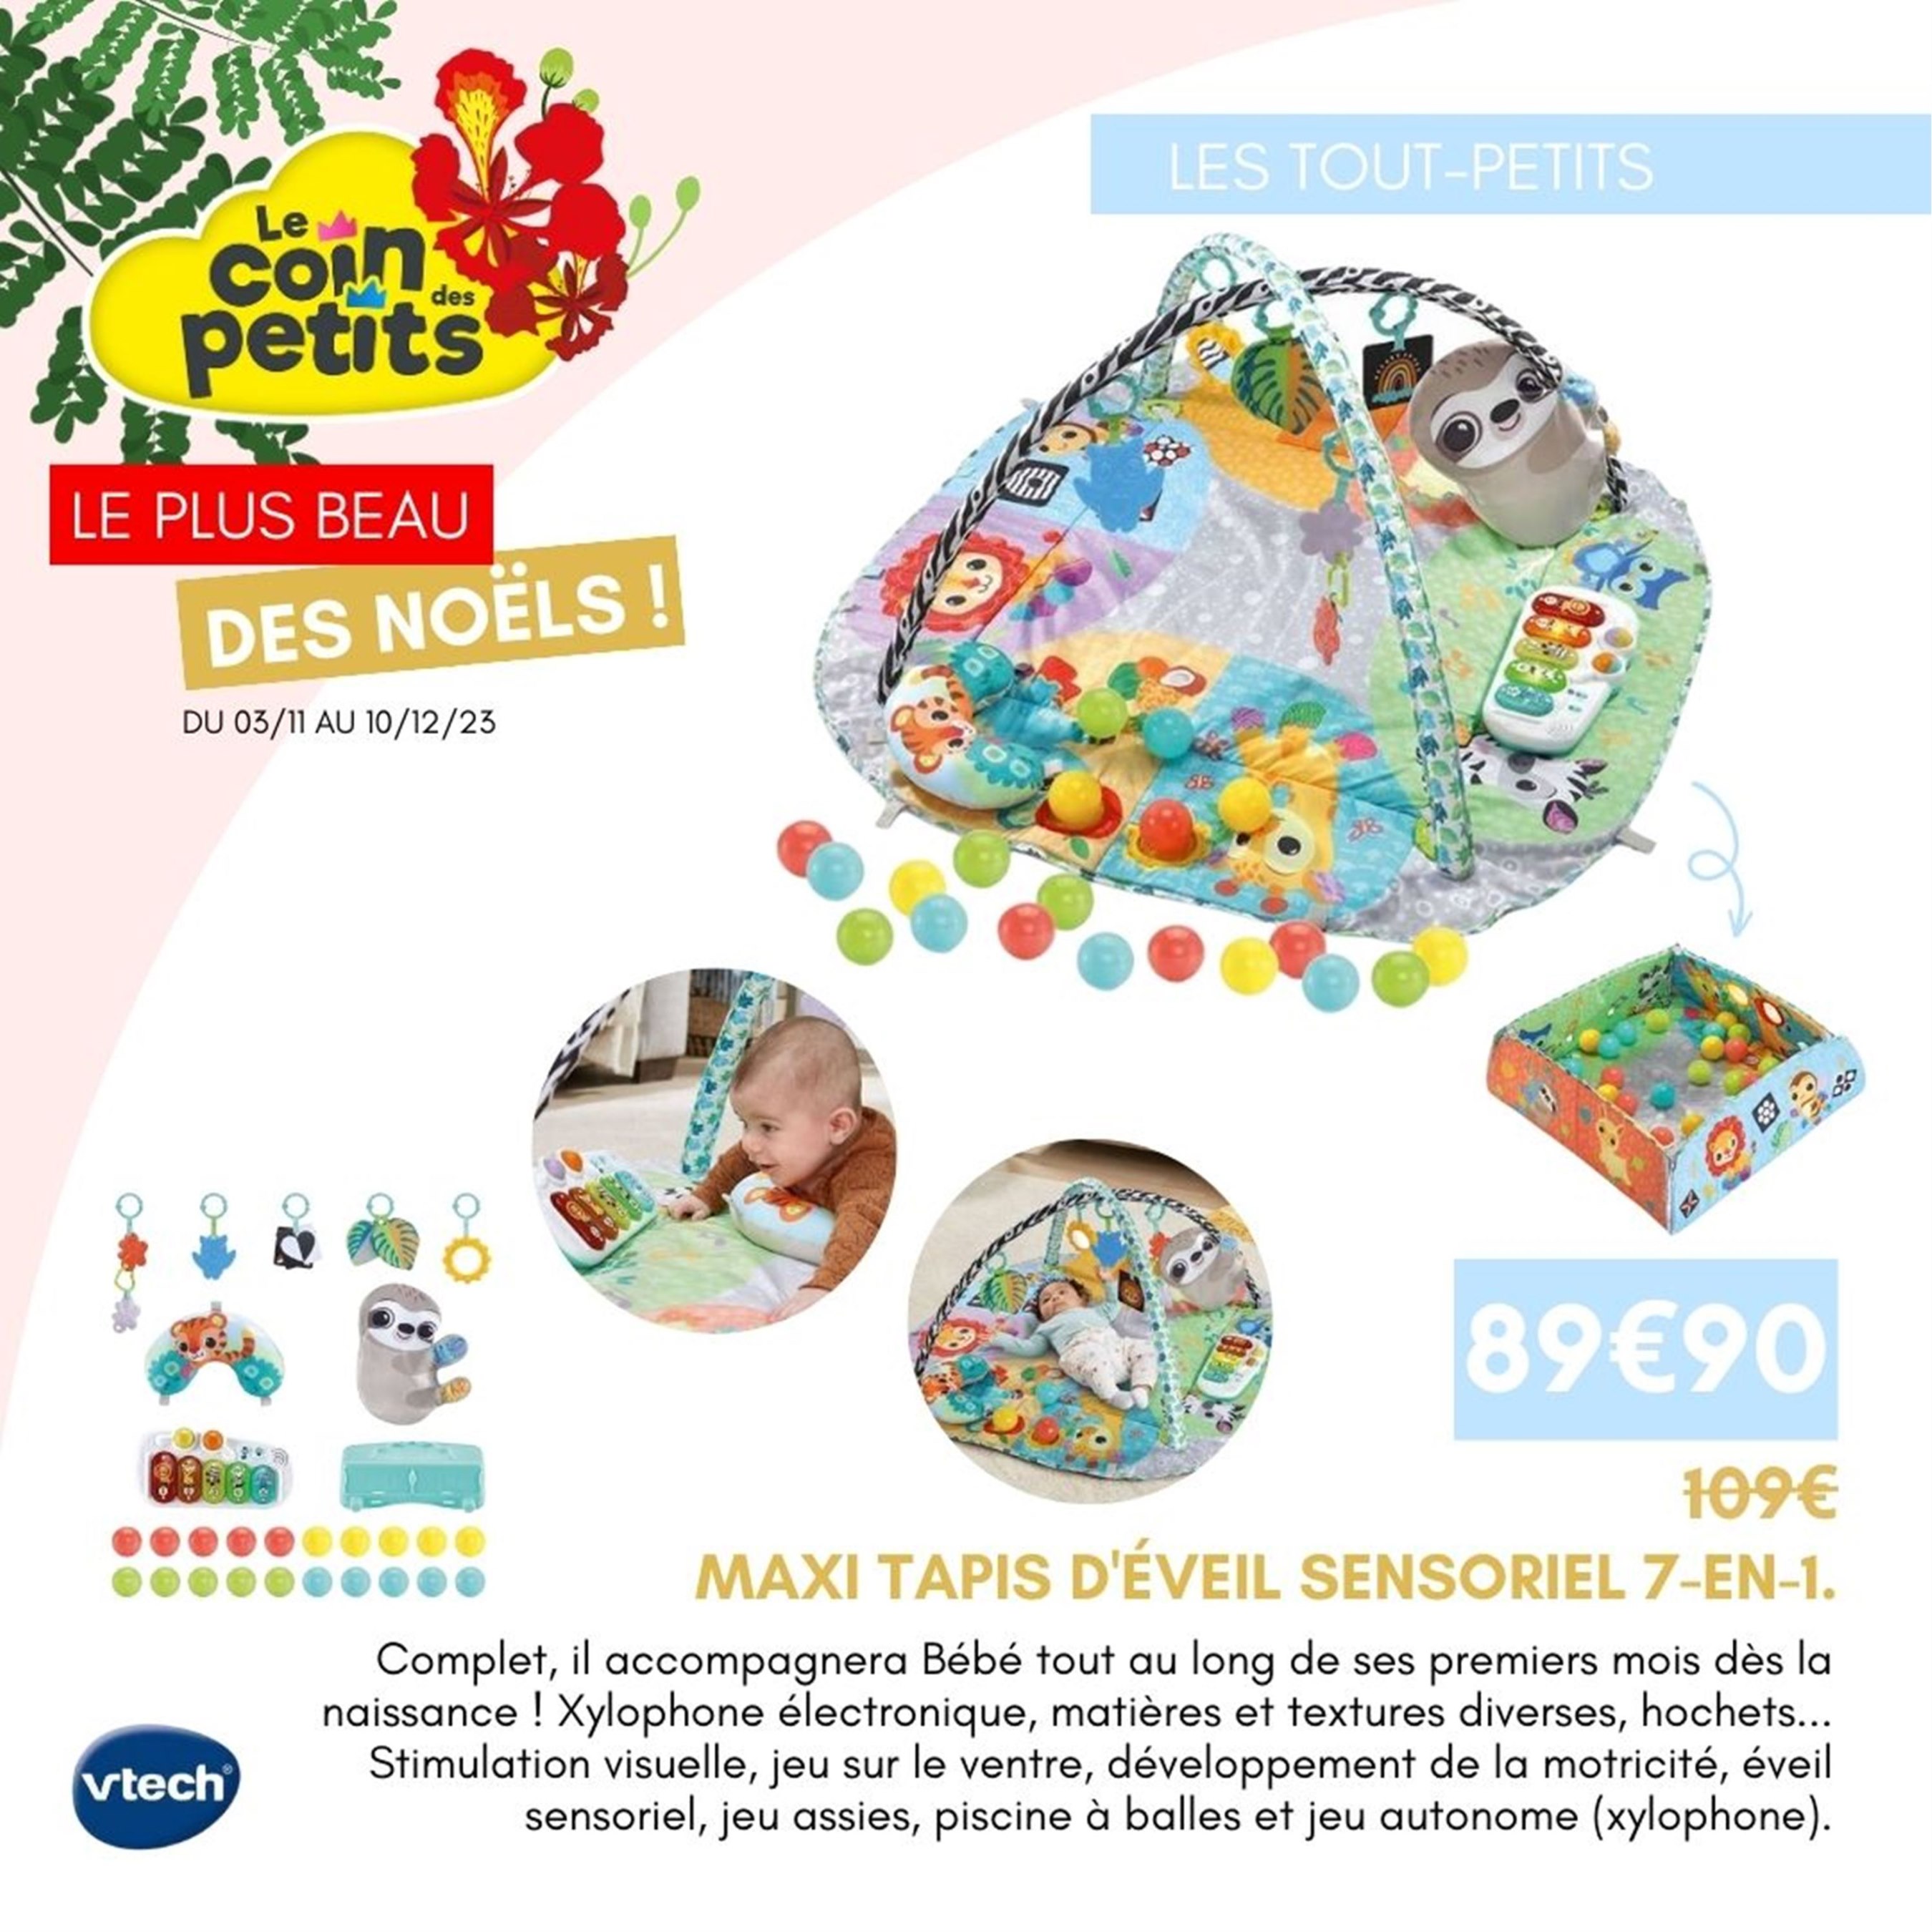 Le
coin
des
petits
LES TOUT-PETITS
LE PLUS BEAU
DES NOËLS !
DU 03/11 AU 10/12/23
89€90
109€
MAXI TAPIS D'ÉVEIL SENSORIEL 7-EN-1.
Complet, il accompagnera Bébé tout au long de ses premiers mois dès la
naissance ! Xylophone électronique, matières et textures diverses, hochets...
Stimulation visuelle, jeu sur le ventre, développement de la motricité, éveil
sensoriel, jeu assies, piscine à balles et jeu autonome (xylophone).
vtech®